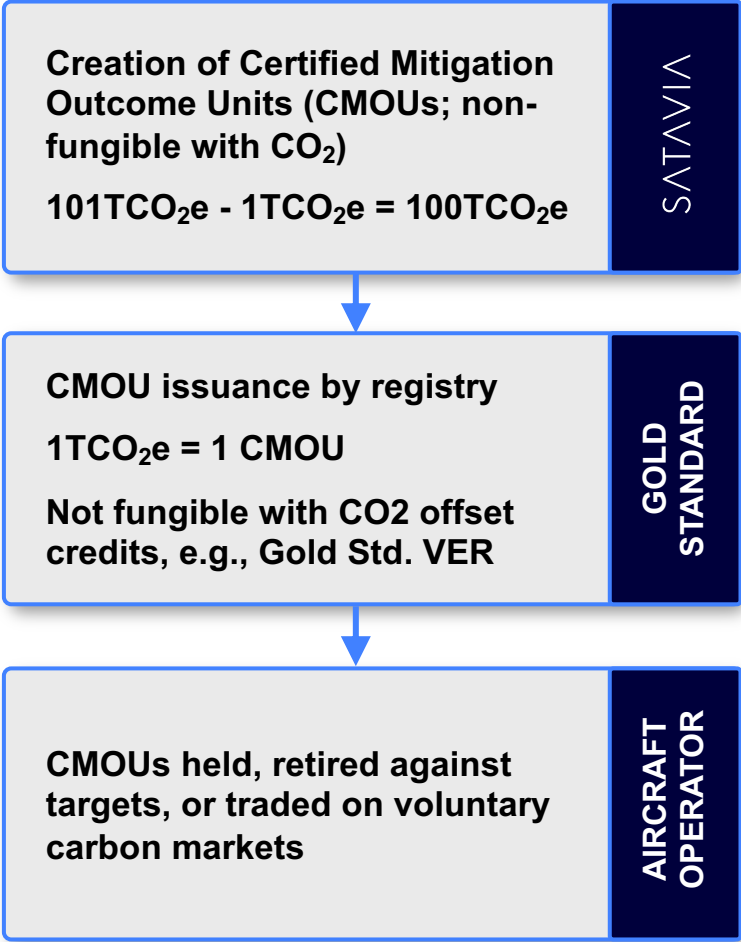 Creation of Certified Mitigation
Outcome Units (CMOUs; non-
fungible with CO₂)
101TCO₂e - 1TCO₂e = 100TCO₂e
SATAVIA
CMOU issuance by registry
1TCO₂e = 1 CMOU
Not fungible with CO2 offset
credits, e.g., Gold Std. VER
GOLD
STANDARD
CMOUs held, retired against
targets, or traded on voluntary
carbon markets
AIRCRAFT
OPERATOR